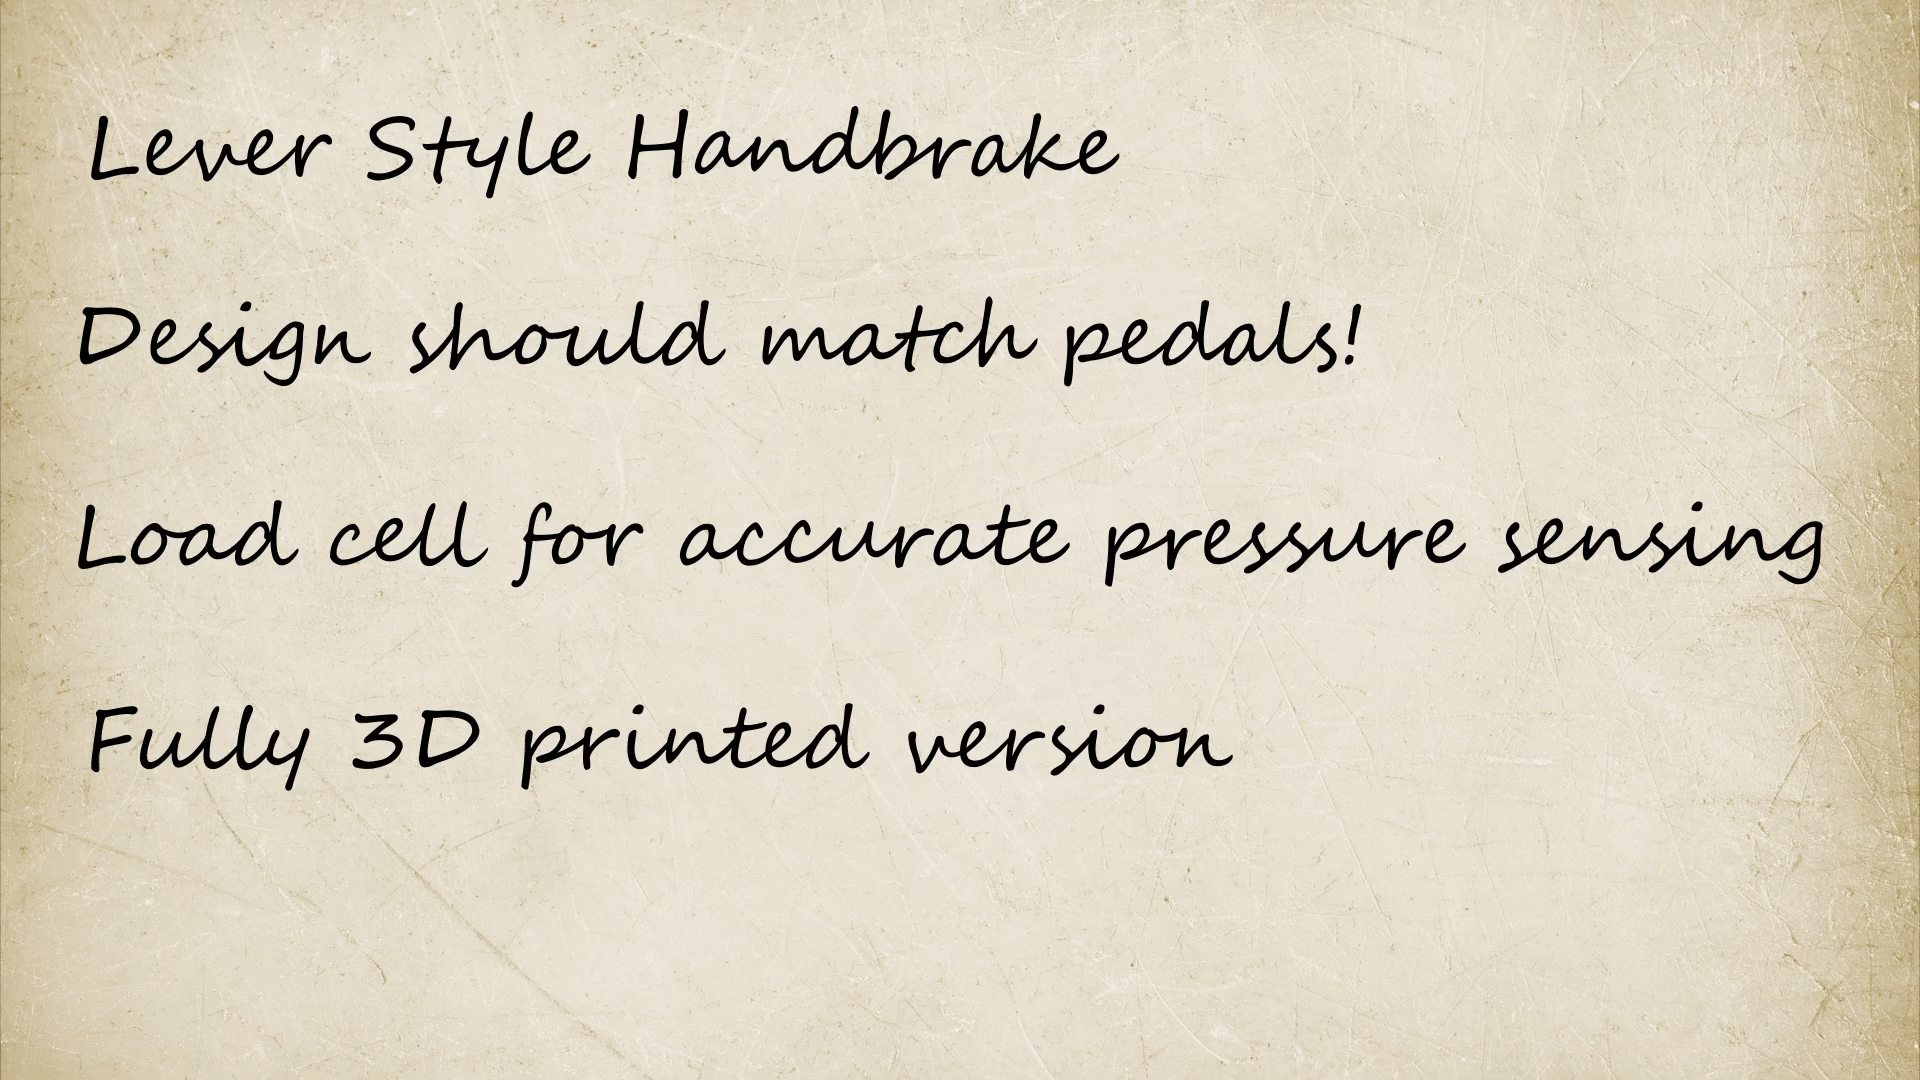 Lever Style Handbrake
Design should match pedals!
Load cell for accurate pressure sensing
Fully 3D printed version